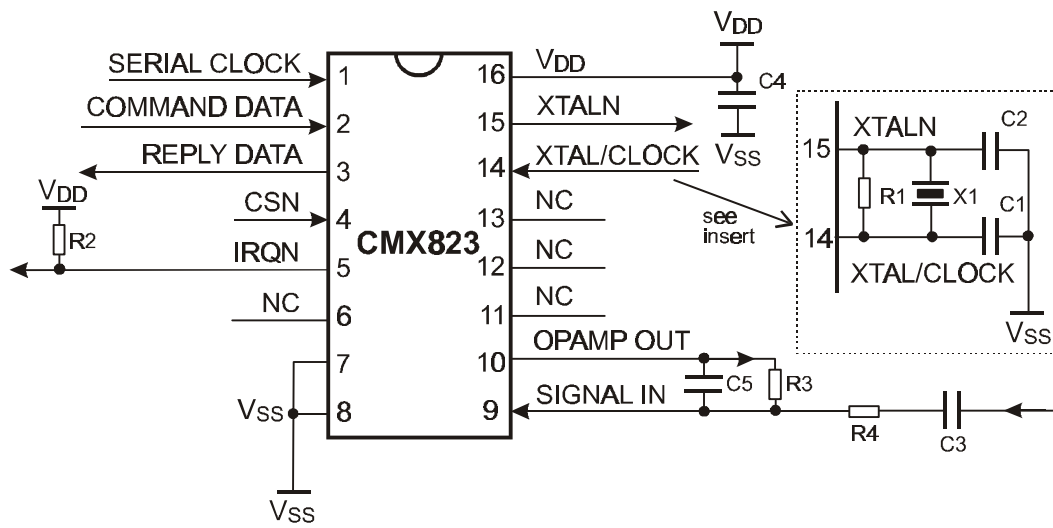 VDD
SERIAL CLOCK 1
COMMAND DATA 2
REPLY DATA 3
VDD
R2
CSN 4
IRQN 5
NC 6
7
VSS 8
VSS
CMX823
16 VDD
C4
VSS
15 XTALN
14 XTAL/CLOCK
see
insert
13 NC
12 NC
11 NC
10 OPAMP OUT
C5
R3
9 SIGNAL IN
R4
C3
15 XTALN
C2
R1
X1
C1
14
XTAL/CLOCK
VSS